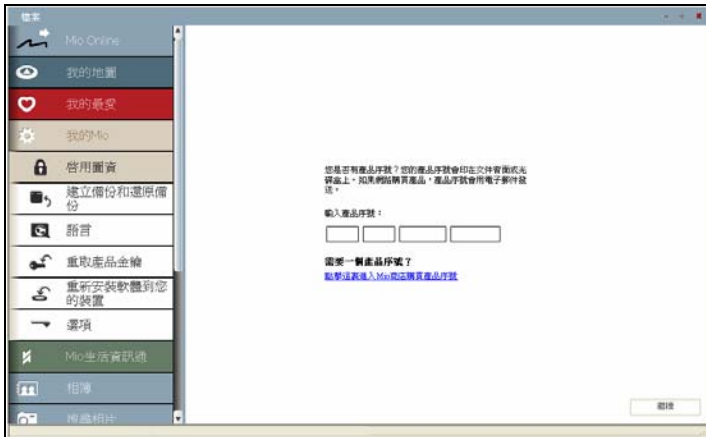 檔案
Mio Online
我的地圖
我的最愛
我的Mio
啓用圖資
建立備份和還原備
份
語言
重取產品金鑰
重新安裝軟體到您
的裝置
選項
Mio生活資訊通
相簿
您是否有產品序號？您的產品序號會印在文件背面或光
碟盒上。如果網路購買產品，產品序號會用電子郵件發
送。
輸入產品序號：
需要一個產品序號？
點擊這裏進入Mio商店購買產品序號
繼續